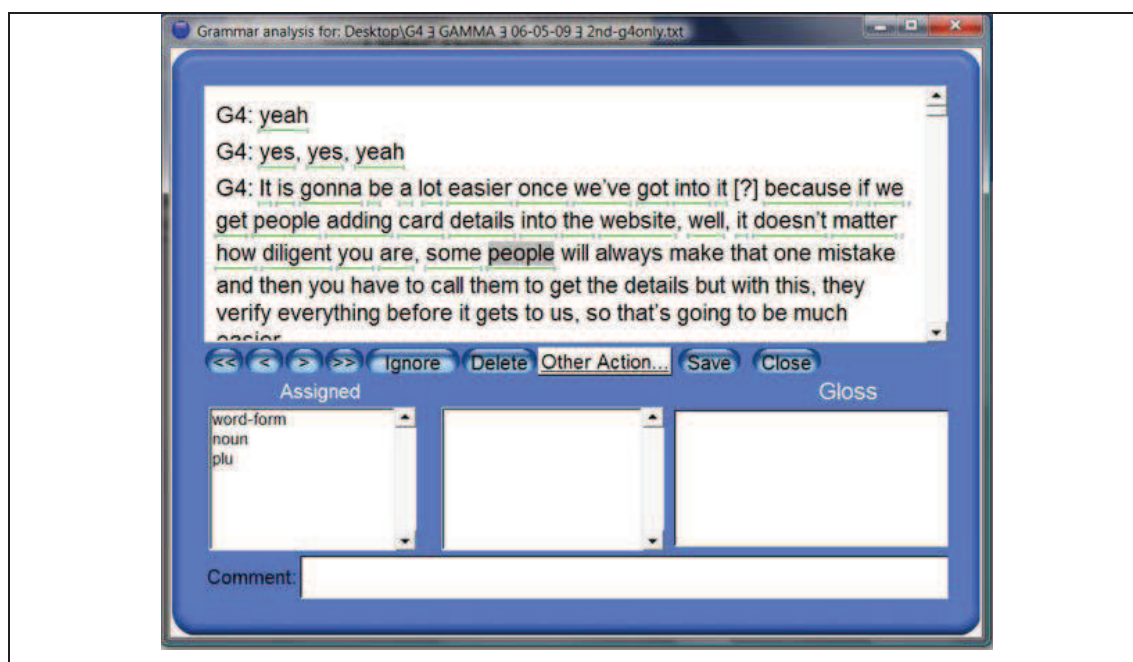 Grammar analysis for: Desktop\G4 ∃ GAMMA ∃ 06-05-09 ∃ 2nd-g4only.txt
G4: yeah
G4: yes, yes, yeah
G4: It is gonna be a lot easier once we've got into it [?] because if we
get people adding card details into the website, well, it doesn't matter
how diligent you are, some people will always make that one mistake
and then you have to call them to get the details but with this, they
verify everything before it gets to us, so that's going to be much
easier
<< < > >> Ignore Delete Other Action... Save Close
Assigned Gloss
word-form
noun
plu
Comment: